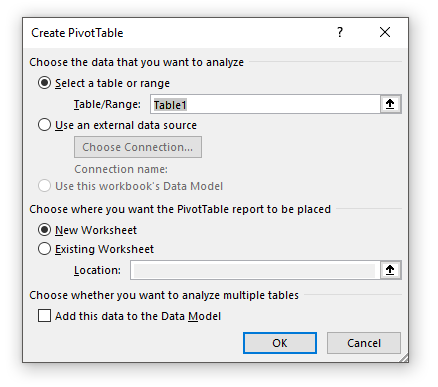 Create PivotTable ?
Choose the data that you want to analyze
Select a table or range
Table/Range: Table1
Use an external data source
Choose Connection...
Connection name:
Use this workbook's Data Model
Choose where you want the PivotTable report to be placed
New Worksheet
Existing Worksheet
Location:
Choose whether you want to analyze multiple tables
Add this data to the Data Model
OK Cancel